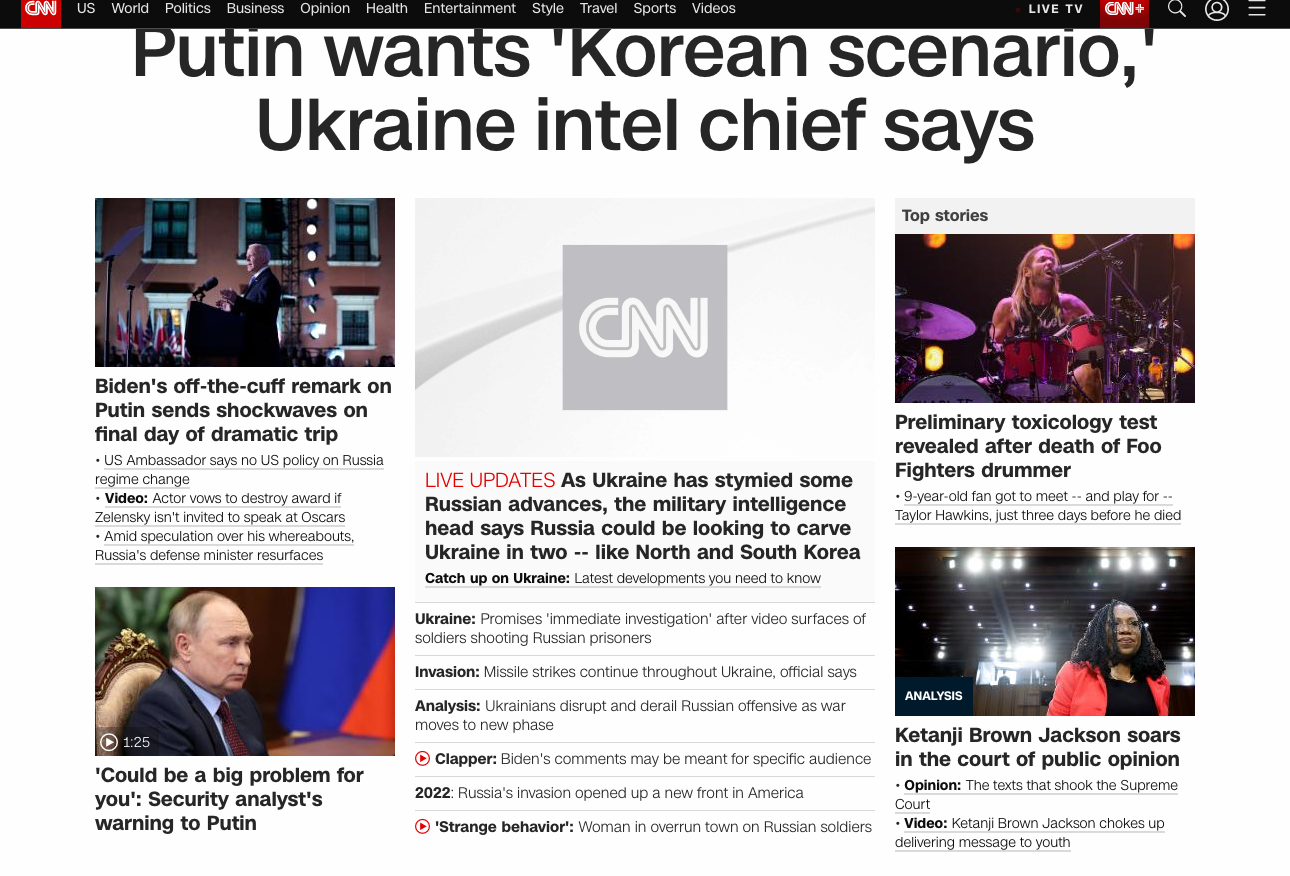 CNN US World Politics Business Opinion Health Entertainment Style Travel Sports Videos LIVE TV CNN+
Putin wants 'Korean scenario,'
Ukraine intel chief says
Biden's off-the-cuff remark on
Putin sends shockwaves on
final day of dramatic trip
• US Ambassador says no US policy on Russia
regime change
• Video: Actor vows to destroy award if
Zelensky isn't invited to speak at Oscars
• Amid speculation over his whereabouts,
Russia's defense minister resurfaces
1:25
'Could be a big problem for
you': Security analyst's
warning to Putin
CNN
LIVE UPDATES As Ukraine has stymied some
Russian advances, the military intelligence
head says Russia could be looking to carve
Ukraine in two -- like North and South Korea
Catch up on Ukraine: Latest developments you need to know
Ukraine: Promises 'immediate investigation' after video surfaces of
soldiers shooting Russian prisoners
Invasion: Missile strikes continue throughout Ukraine, official says
Analysis: Ukrainians disrupt and derail Russian offensive as war
moves to new phase
Clapper: Biden's comments may be meant for specific audience
2022: Russia's invasion opened up a new front in America
'Strange behavior': Woman in overrun town on Russian soldiers
Top stories
Preliminary toxicology test
revealed after death of Foo
Fighters drummer
• 9-year-old fan got to meet -- and play for --
Taylor Hawkins, just three days before he died
ANALYSIS
Ketanji Brown Jackson soars
in the court of public opinion
• Opinion: The texts that shook the Supreme
Court
• Video: Ketanji Brown Jackson chokes up
delivering message to youth